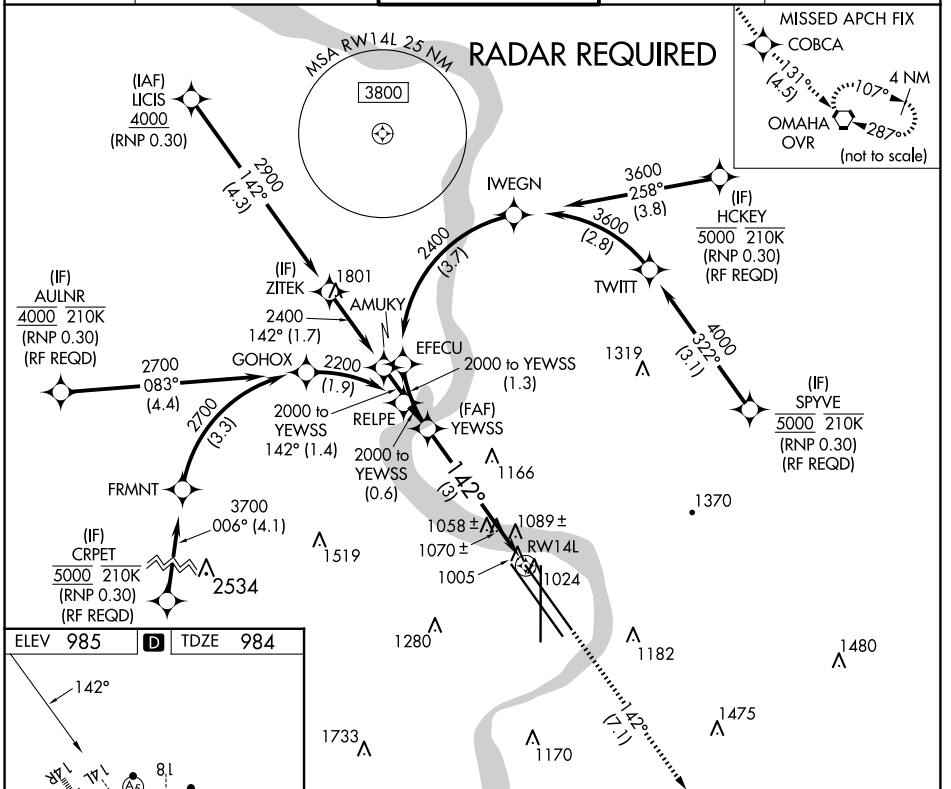 MSA RW14L 25 NM
3800
RADAR REQUIRED
MISSED APCH FIX
COBCA
131°
(4.5)
4 NM
107°
OMAHA
OVR
287°
(not to scale)
(IAF)
LICIS
4000
(RNP 0.30)
2900
142°
(4.3)
IWEGN
3600
258°
(3.8)
(IF)
HCKEY
5000 210K
(RNP 0.30)
(RF REQD)
3600
(2.8)
TWITT
2400
(3.7)
(IF)
ZITEK
1801
AMUKY
2400
142° (1.7)
(IF)
AULNR
4000 210K
(RNP 0.30)
(RF REQD)
2700
083°
(4.4)
GOHOX
2200
(1.9)
EFECU
2000 to YEWSS
(1.3)
1319
4000
322°
(3.1)
(IF)
SPYVE
5000 210K
(RNP 0.30)
(RF REQD)
2700
(3.3)
2000 to
YEWSS
142° (1.4)
RELPE
(FAF)
YEWSS
2000 to
YEWSS
(0.6)
142°
(3)
1166
1370
FRMNT
3700
006° (4.1)
(IF)
CRPET
5000 210K
(RNP 0.30)
(RF REQD)
2534
1519
1058 ±
1089 ±
1070 ±
RW14L
1005
1024
1280
1182
1480
142°
(7.1)
1475
1733
1170
ELEV 985
D
TDZE 984
142°
14R
14L
A5
18